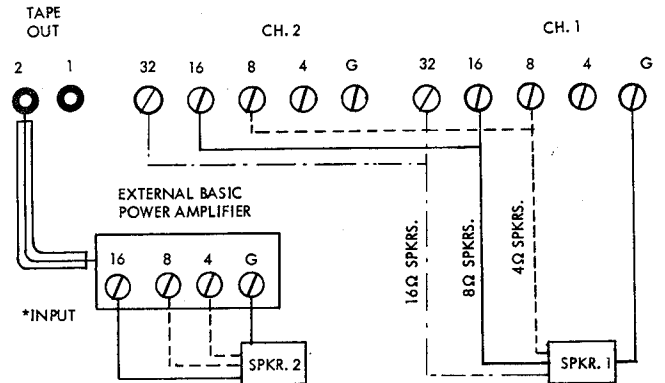 TAPE
OUT
CH. 2
CH. 1
2 1
32 16 8 4 G
32 16 8 4 G
EXTERNAL BASIC
POWER AMPLIFIER
16 8 4 G
*INPUT
SPKR. 2
16Ω SPKRS.
8Ω SPKRS.
4Ω SPKRS.
SPKR. 1